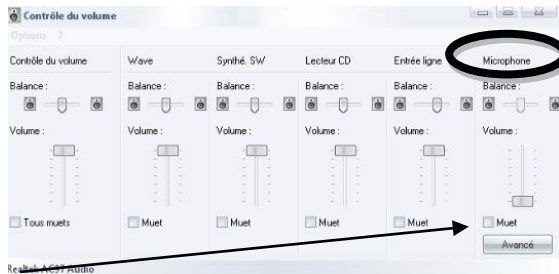 Contrôle du volume
Options ?
Contrôle du volume Wave Synthé. SW Lecteur CD Entrée ligne Microphone
Balance : Balance : Balance : Balance : Balance : Balance :
Volume : Volume : Volume : Volume : Volume : Volume :
Tous muets Muet Muet Muet Muet Muet
Avancé
Realtek AC97 Audio